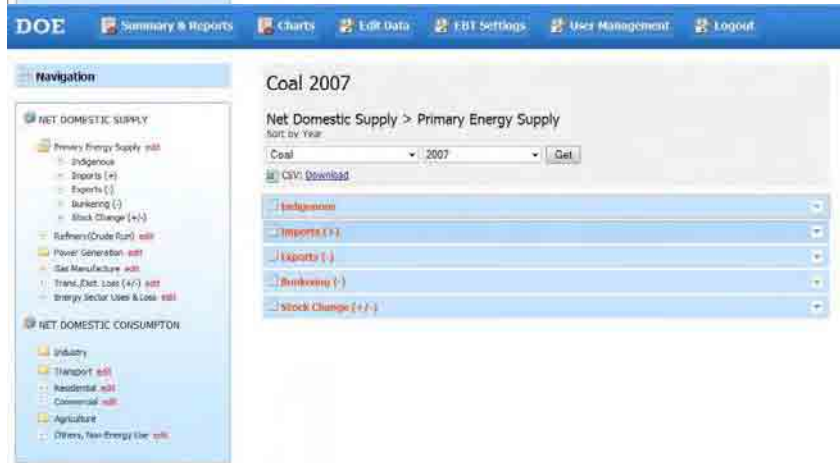 DOE Summary & Reports Charts Edit Data EBT Settings User Management Logout
Navigation
NET DOMESTIC SUPPLY
Primary Energy Supply edit
Indigenous
Imports (+)
Exports (-)
Bunkering (-)
Stock Change (+/-)
Refinery(Crude Run) edit
Power Generation edit
Gas Manufacture edit
Trans./Dist. Loss (+/-) edit
Energy Sector Uses & Loss edit
NET DOMESTIC CONSUMPTON
Industry
Transport edit
Residential edit
Commercial edit
Agriculture
Others, Non-Energy Use edit
Coal 2007
Net Domestic Supply > Primary Energy Supply
Sort by Year
Coal 2007 Get
CSV: Download
Indigenous
Imports (+)
Exports (-)
Bunkering (-)
Stock Change (+/-)